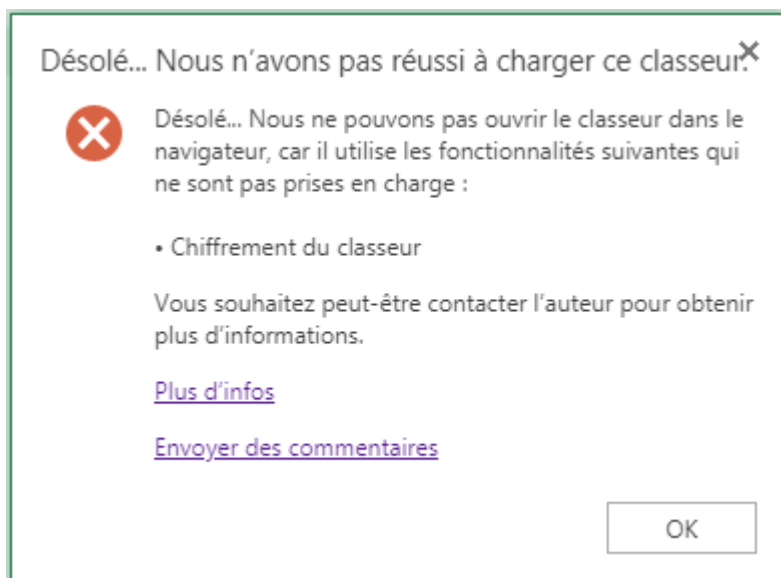 Désolé... Nous n’avons pas réussi à charger ce classeur.
Désolé... Nous ne pouvons pas ouvrir le classeur dans le
navigateur, car il utilise les fonctionnalités suivantes qui
ne sont pas prises en charge :
• Chiffrement du classeur
Vous souhaitez peut-être contacter l’auteur pour obtenir
plus d’informations.
Plus d’infos
Envoyer des commentaires
OK